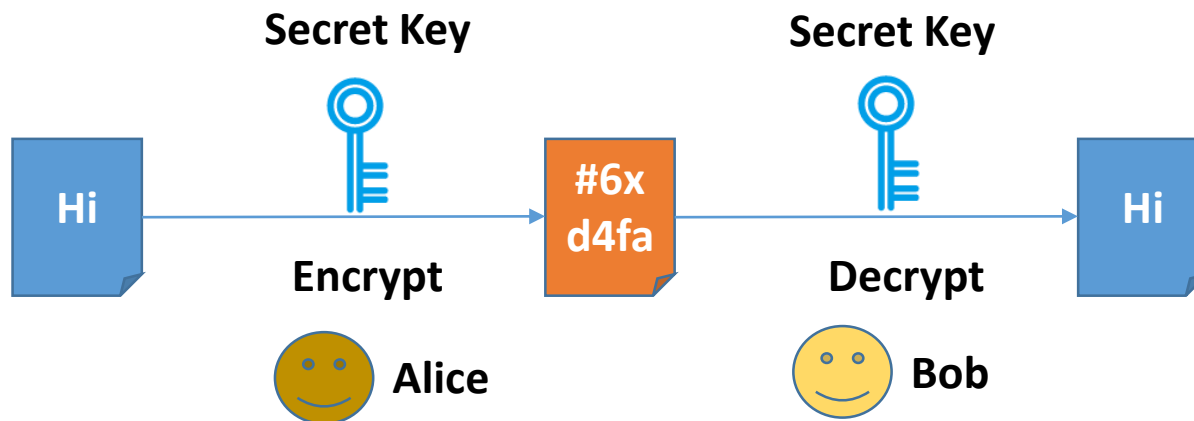 Secret Key
Secret Key
Hi
#6x
d4fa
Hi
Encrypt
Decrypt
Alice
Bob